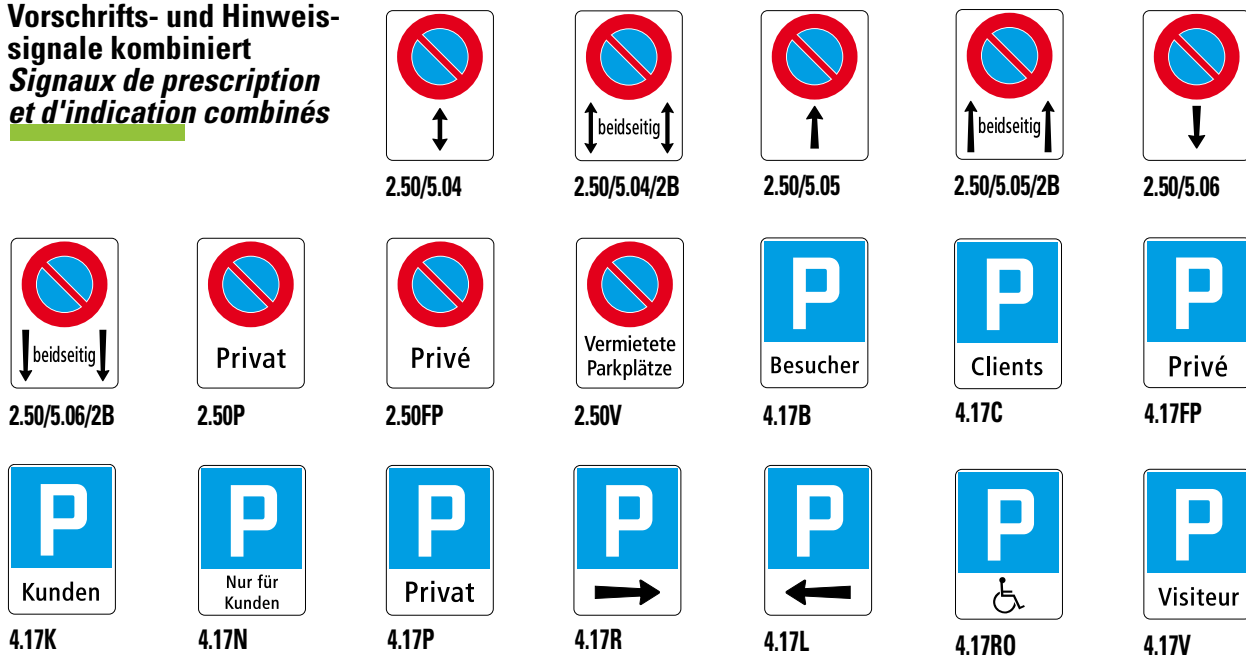 Vorschrifts- und Hinweis-
signale kombiniert
Signaux de prescription
et d'indication combinés
2.50/5.04
beidseitig
2.50/5.04/2B
2.50/5.05
beidseitig
2.50/5.05/2B
2.50/5.06
beidseitig
2.50/5.06/2B
Privat
2.50P
Privé
2.50FP
Vermietete
Parkplätze
2.50V
P
Besucher
4.17B
P
Clients
4.17C
P
Privé
4.17FP
P
Kunden
4.17K
P
Nur für
Kunden
4.17N
P
Privat
4.17P
P
4.17R
P
4.17L
P
4.17RO
P
Visiteur
4.17V